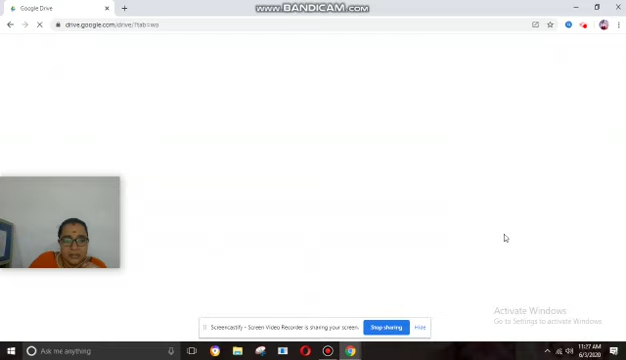 Google Drive
WWW.BANDICAM.COM
drive.google.com/drive/?tab=wo
Screencastify - Screen Video Recorder is sharing your screen.
Stop sharing
Hide
Activate Windows
Go to Settings to activate Windows.
Ask me anything
11:27 AM
6/3/2020